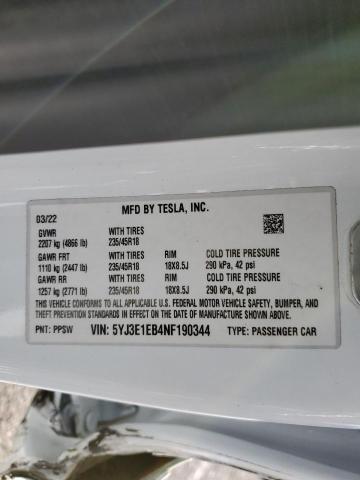 MFD BY TESLA, INC.
03/22
GVWR WITH TIRES
2207 kg (4866 lb) 235/45R18
GAWR FRT WITH TIRES RIM COLD TIRE PRESSURE
1110 kg (2447 lb) 235/45R18 18X8.5J 290 kPa, 42 psi
GAWR RR WITH TIRES RIM COLD TIRE PRESSURE
1257 kg (2771 lb) 235/45R18 18X8.5J 290 kPa, 42 psi
THIS VEHICLE CONFORMS TO ALL APPLICABLE
FEDERAL MOTOR VEHICLE SAFETY, BUMPER, AND
THEFT PREVENTION STANDARDS IN EFFECT ON THE
DATE OF MANUFACTURE SHOWN ABOVE.
PNT: PPSW VIN: 5YJ3E1EB4NF190344 TYPE: PASSENGER CAR